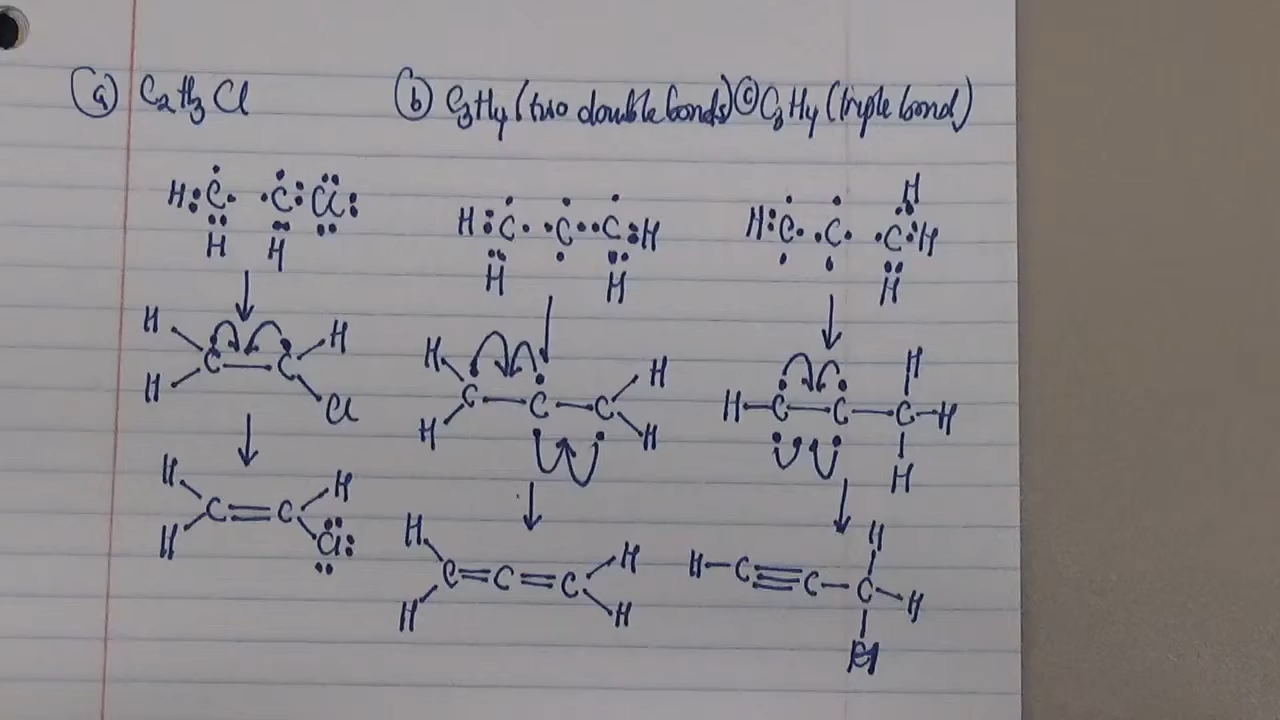 (a) C₂H₃Cl (b) C₃H₄ (two double bonds) (c) C₃H₄ (triple bond)
H
H:C· ·C:Cl: H:C· ·C··C:H H:C· ·C· ·C:H
H H H H H
H H H H H
C—C C—C—C H—C—C—C—H
H Cl H H H
H H H H H
C=C C=C=C H—C≡C—C—H
H Cl: H H H